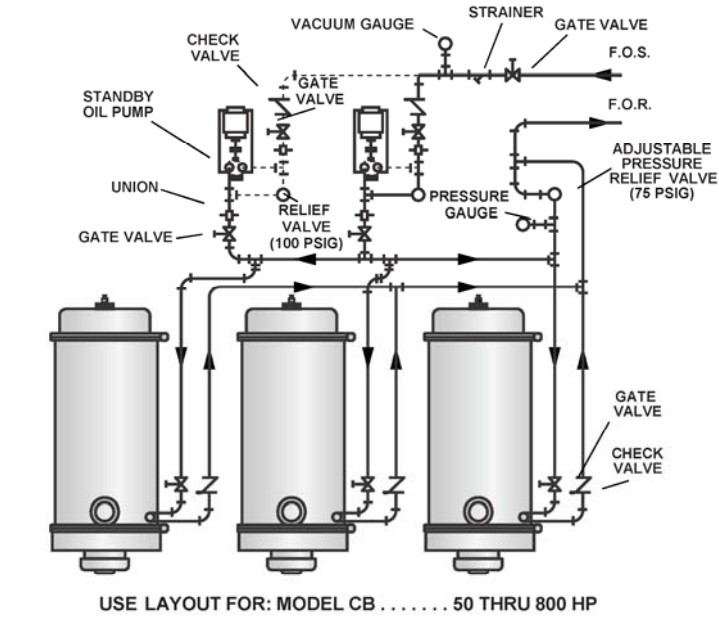 STRAINER
VACUUM GAUGE
GATE VALVE
CHECK
VALVE
F.O.S.
GATE
VALVE
STANDBY
OIL PUMP
F.O.R.
ADJUSTABLE
PRESSURE
RELIEF VALVE
(75 PSIG)
UNION
RELIEF
VALVE
(100 PSIG)
PRESSURE
GAUGE
GATE VALVE
GATE
VALVE
CHECK
VALVE
USE LAYOUT FOR: MODEL CB . . . . . . . 50 THRU 800 HP